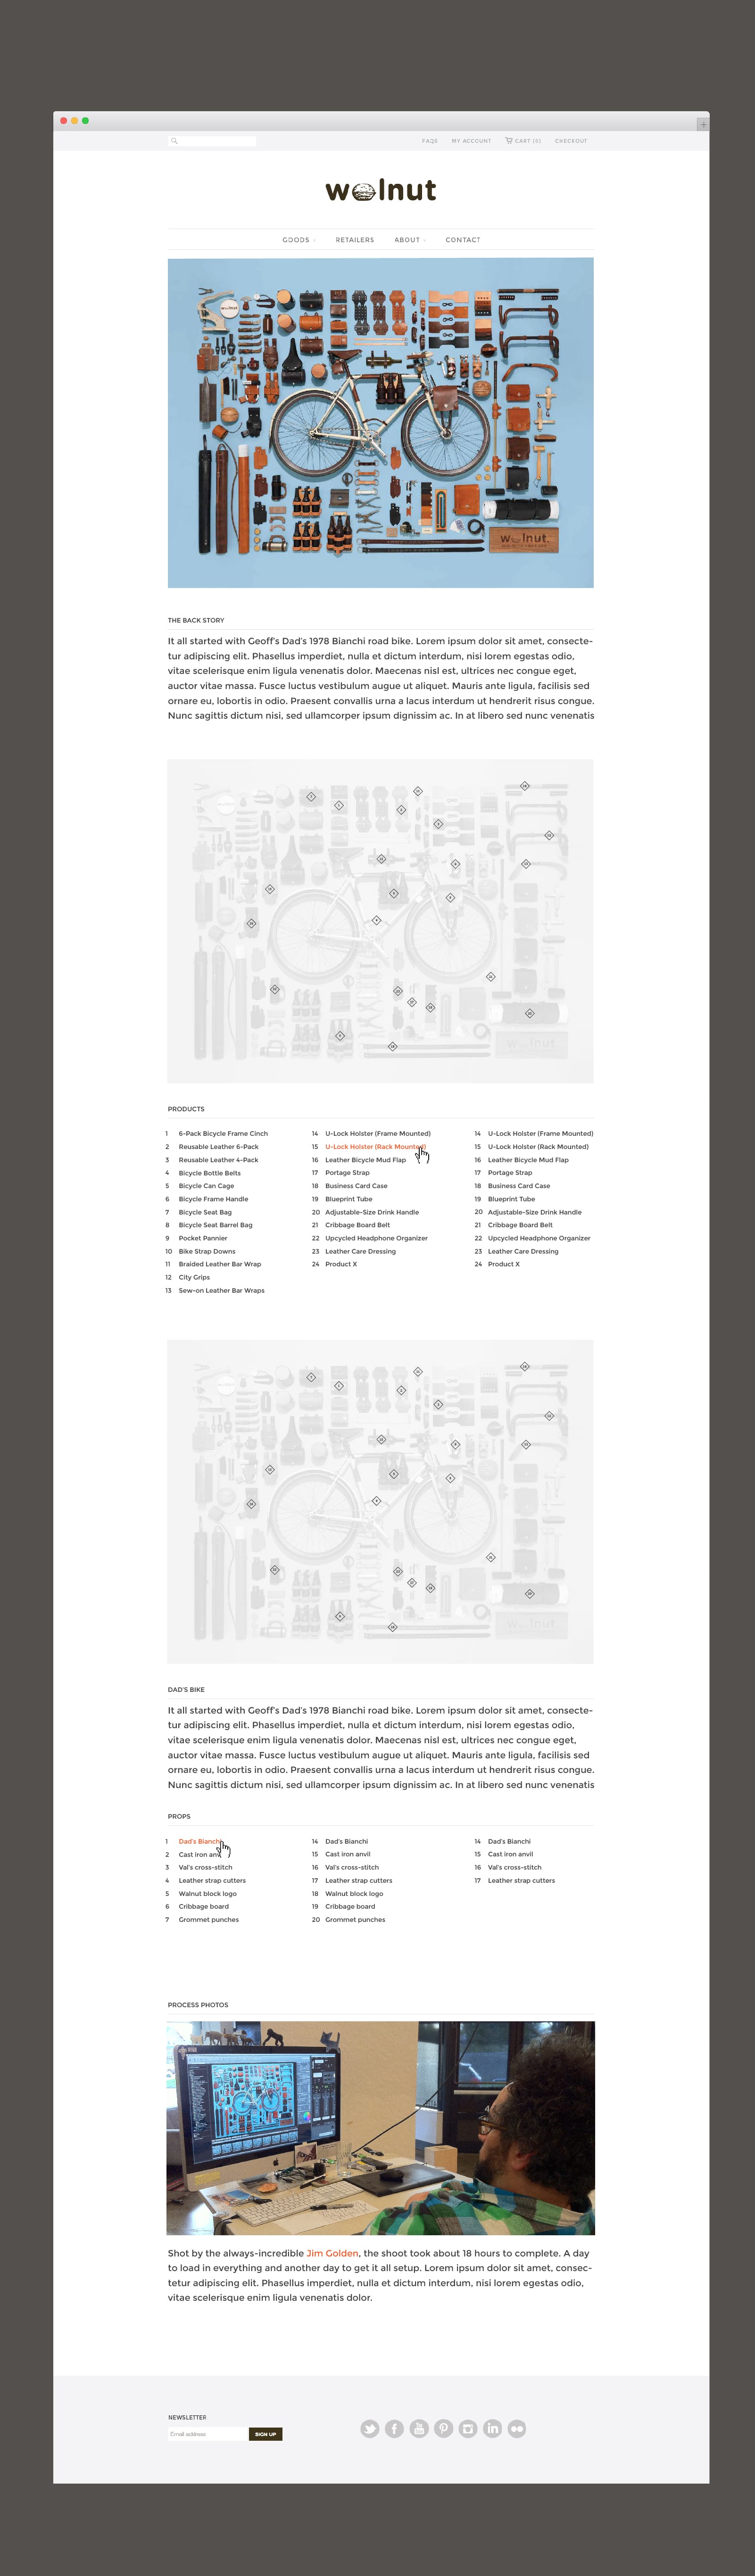 FAQS MY ACCOUNT CART (0) CHECKOUT
walnut
GOODS RETAILERS ABOUT CONTACT
walnut.
THE BACK STORY
It all started with Geoff's Dad's 1978 Bianchi road bike. Lorem ipsum dolor sit amet, consecte-
tur adipiscing elit. Phasellus imperdiet, nulla et dictum interdum, nisi lorem egestas odio,
vitae scelerisque enim ligula venenatis dolor. Maecenas nisl est, ultrices nec congue eget,
auctor vitae massa. Fusce luctus vestibulum augue ut aliquet. Mauris ante ligula, facilisis sed
ornare eu, lobortis in odio. Praesent convallis urna a lacus interdum ut hendrerit risus congue.
Nunc sagittis dictum nisi, sed ullamcorper ipsum dignissim ac. In at libero sed nunc venenatis
walnut.
PRODUCTS
1 6-Pack Bicycle Frame Cinch
2 Reusable Leather 6-Pack
3 Reusable Leather 4-Pack
4 Bicycle Bottle Belts
5 Bicycle Can Cage
6 Bicycle Frame Handle
7 Bicycle Seat Bag
8 Bicycle Seat Barrel Bag
9 Pocket Pannier
10 Bike Strap Downs
11 Braided Leather Bar Wrap
12 City Grips
13 Sew-on Leather Bar Wraps
14 U-Lock Holster (Frame Mounted)
15 U-Lock Holster (Rack Mounted)
16 Leather Bicycle Mud Flap
17 Portage Strap
18 Business Card Case
19 Blueprint Tube
20 Adjustable-Size Drink Handle
21 Cribbage Board Belt
22 Upcycled Headphone Organizer
23 Leather Care Dressing
24 Product X
14 U-Lock Holster (Frame Mounted)
15 U-Lock Holster (Rack Mounted)
16 Leather Bicycle Mud Flap
17 Portage Strap
18 Business Card Case
19 Blueprint Tube
20 Adjustable-Size Drink Handle
21 Cribbage Board Belt
22 Upcycled Headphone Organizer
23 Leather Care Dressing
24 Product X
walnut.
DAD'S BIKE
It all started with Geoff's Dad's 1978 Bianchi road bike. Lorem ipsum dolor sit amet, consecte-
tur adipiscing elit. Phasellus imperdiet, nulla et dictum interdum, nisi lorem egestas odio,
vitae scelerisque enim ligula venenatis dolor. Maecenas nisl est, ultrices nec congue eget,
auctor vitae massa. Fusce luctus vestibulum augue ut aliquet. Mauris ante ligula, facilisis sed
ornare eu, lobortis in odio. Praesent convallis urna a lacus interdum ut hendrerit risus congue.
Nunc sagittis dictum nisi, sed ullamcorper ipsum dignissim ac. In at libero sed nunc venenatis
PROPS
1 Dad's Bianchi
2 Cast iron anvil
3 Val's cross-stitch
4 Leather strap cutters
5 Walnut block logo
6 Cribbage board
7 Grommet punches
14 Dad's Bianchi
15 Cast iron anvil
16 Val's cross-stitch
17 Leather strap cutters
18 Walnut block logo
19 Cribbage board
20 Grommet punches
14 Dad's Bianchi
15 Cast iron anvil
16 Val's cross-stitch
17 Leather strap cutters
PROCESS PHOTOS
Shot by the always-incredible Jim Golden, the shoot took about 18 hours to complete. A day
to load in everything and another day to get it all setup. Lorem ipsum dolor sit amet, consec-
tetur adipiscing elit. Phasellus imperdiet, nulla et dictum interdum, nisi lorem egestas odio,
vitae scelerisque enim ligula venenatis dolor.
NEWSLETTER
Email address SIGN UP